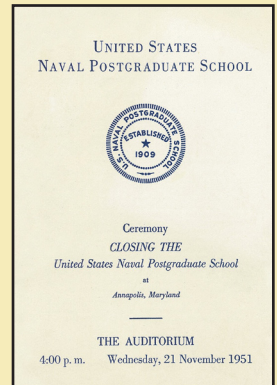 UNITED STATES
NAVAL POSTGRADUATE SCHOOL
U.S. NAVAL POSTGRADUATE SCHOOL
ESTABLISHED
1909
Ceremony
CLOSING THE
United States Naval Postgraduate School
at
Annapolis, Maryland
THE AUDITORIUM
4:00 p. m. Wednesday, 21 November 1951